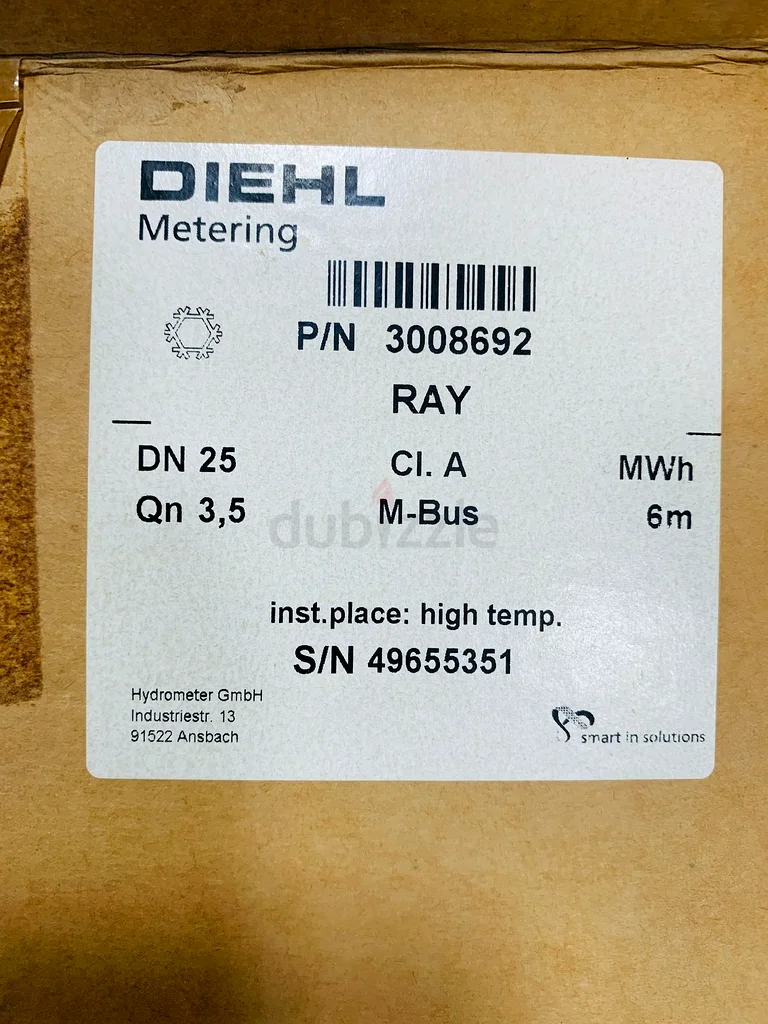 DIEHL
Metering
P/N 3008692
RAY
DN 25 Cl. A MWh
Qn 3,5 M-Bus 6m
dubizzle
inst.place: high temp.
S/N 49655351
Hydrometer GmbH
Industriestr. 13
91522 Ansbach
smart in solutions